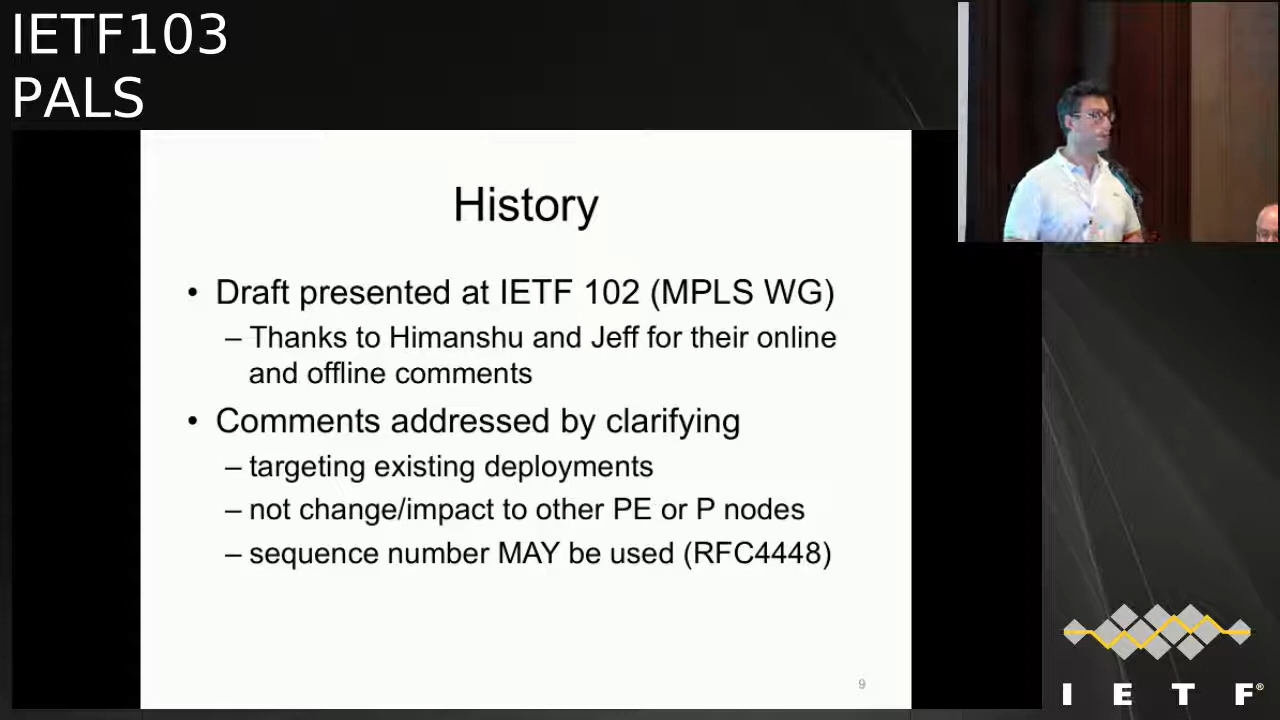 IETF103
PALS
History
• Draft presented at IETF 102 (MPLS WG)
– Thanks to Himanshu and Jeff for their online
and offline comments
• Comments addressed by clarifying
– targeting existing deployments
– not change/impact to other PE or P nodes
– sequence number MAY be used (RFC4448)
9
I E T F®